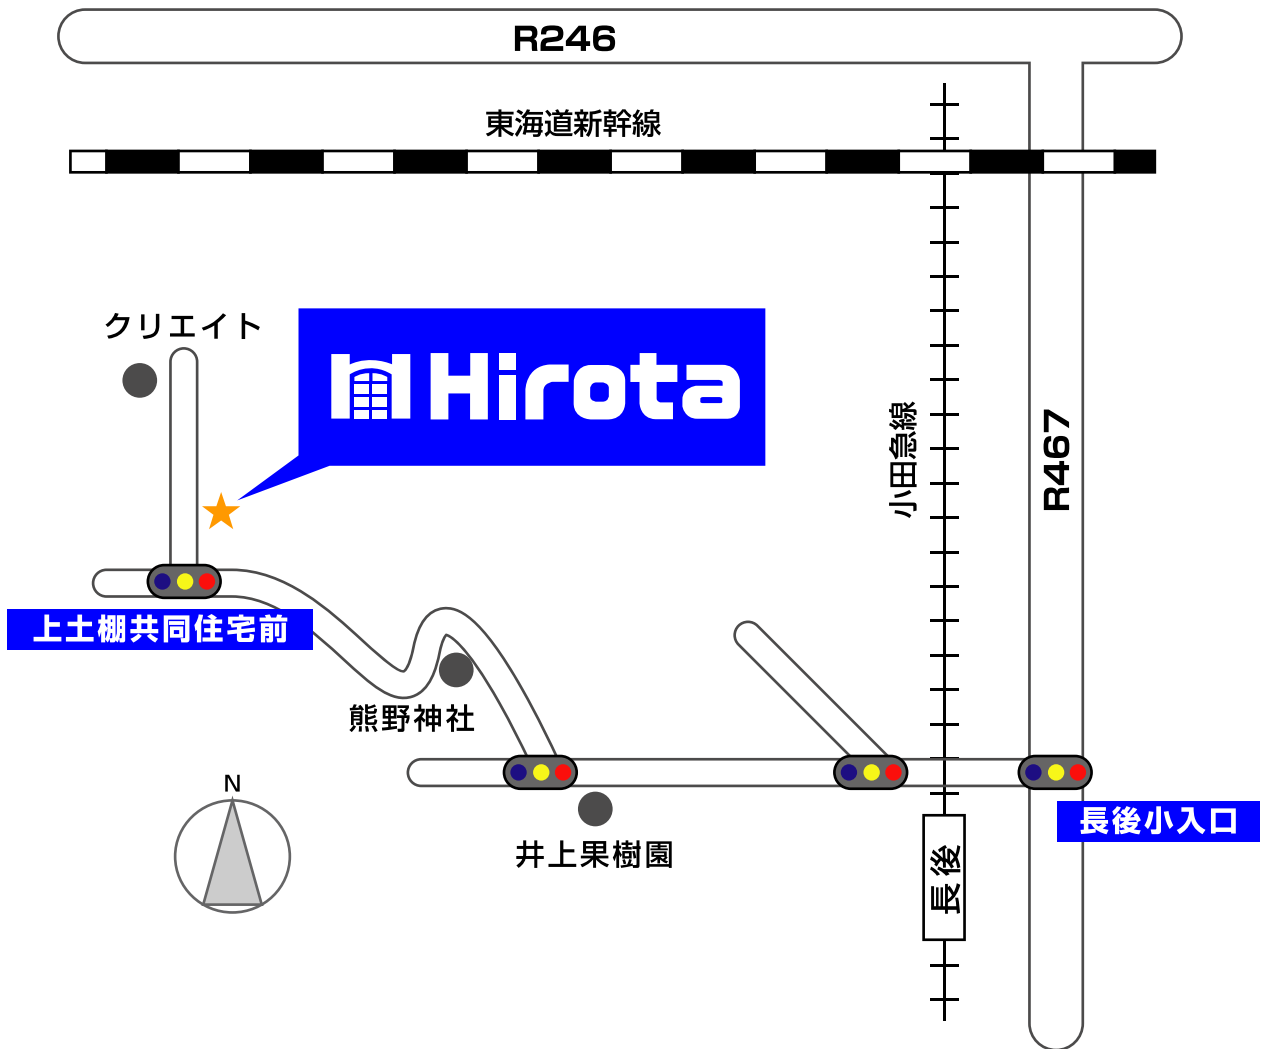 R246
東海道新幹線
クリエイト
Hirota
小田急線
R467
上土棚共同住宅前
熊野神社
N
長後小入口
井上果樹園
長後